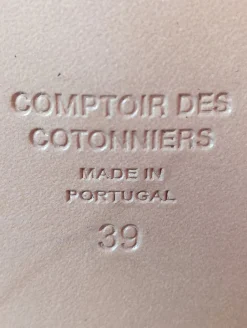 COMPTOIR DES
COTONNIERS
MADE IN
PORTUGAL
39